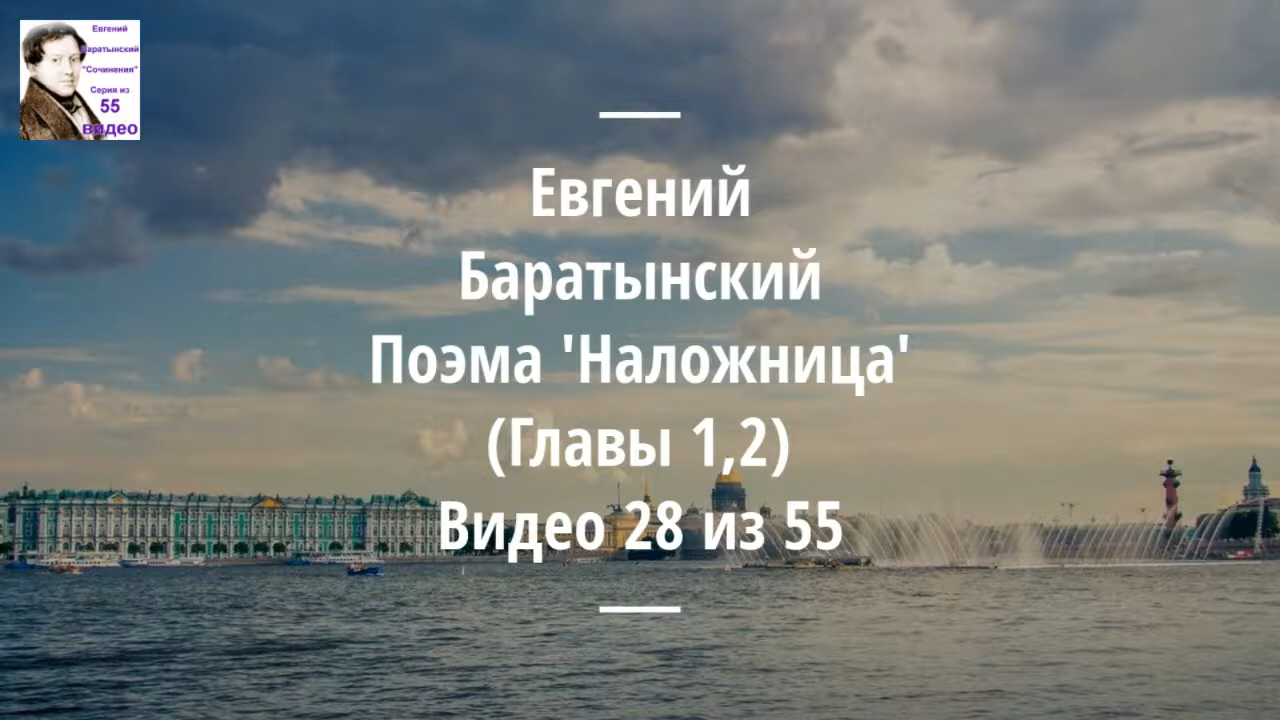 Евгений
Баратынский
"Сочинения"
Серия из
55
видео
Евгений
Баратынский
Поэма 'Наложница'
(Главы 1,2)
Видео 28 из 55